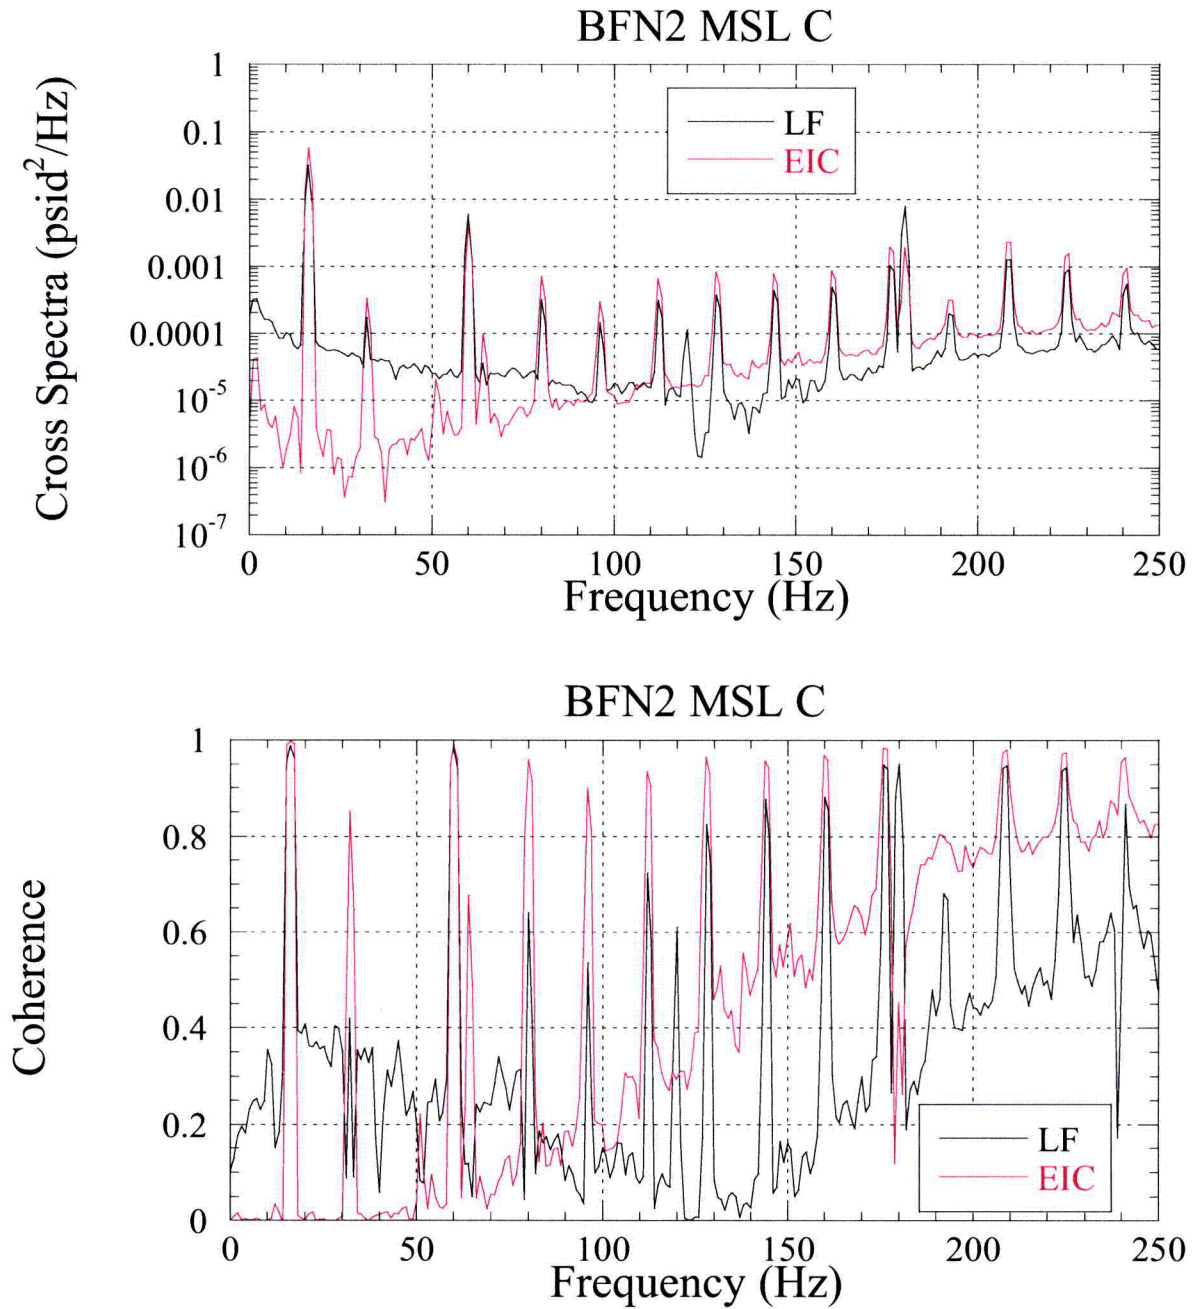 BFN2 MSL C
Cross Spectra (psid²/Hz)
1
0.1
0.01
0.001
0.0001
10⁻⁵
10⁻⁶
10⁻⁷
LF
EIC
0 50 100 150 200 250
Frequency (Hz)
BFN2 MSL C
Coherence
1
0.8
0.6
0.4
0.2
0
LF
EIC
0 50 100 150 200 250
Frequency (Hz)